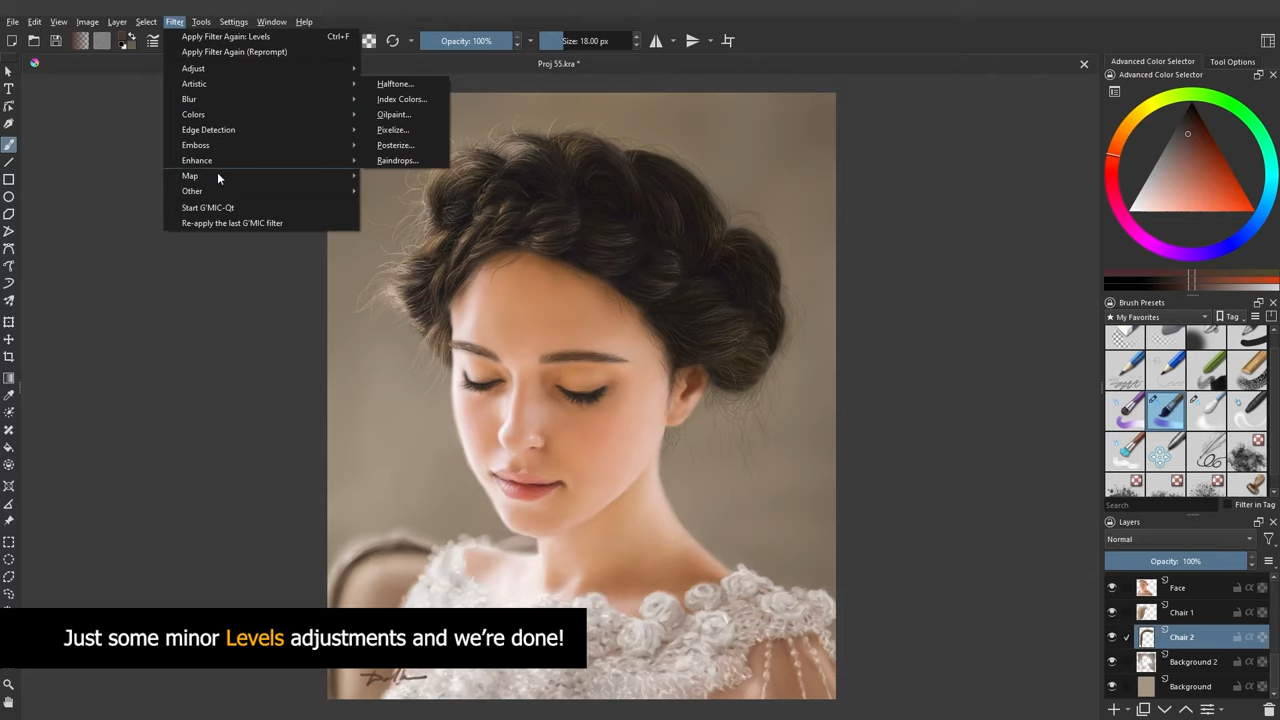 File Edit View Image Layer Select Filter Tools Settings Window Help
Opacity: 100% Size: 18.00 px
Proj 55.kra *
Apply Filter Again: Levels Ctrl+F
Apply Filter Again (Reprompt)
Adjust
Artistic
Blur
Colors
Edge Detection
Emboss
Enhance
Map
Other
Start G'MIC-Qt
Re-apply the last G'MIC filter
Halftone...
Index Colors...
Oilpaint...
Pixelize...
Posterize...
Raindrops...
Advanced Color Selector Tool Options
Advanced Color Selector
Brush Presets
★ My Favorites Tag
Search Filter in Tag
Layers
Normal
Opacity: 100%
Face
Chair 1
Chair 2
Background 2
Background
Just some minor Levels adjustments and we're done!